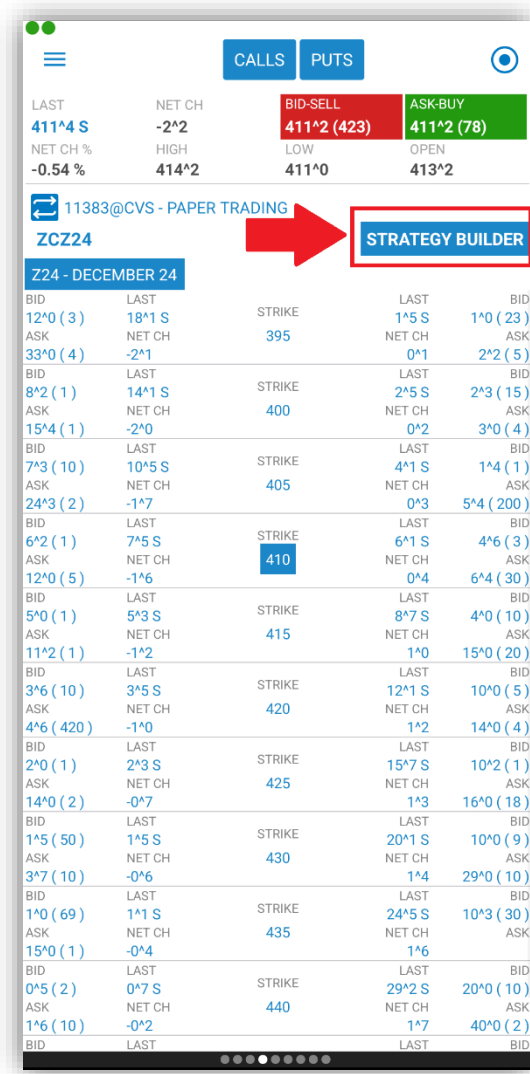 CALLS PUTS
LAST NET CH BID-SELL ASK-BUY
411^4 S -2^2 411^2 (423) 411^2 (78)
NET CH % HIGH LOW OPEN
-0.54 % 414^2 411^0 413^2
11383@CVS - PAPER TRADING
ZCZ24 STRATEGY BUILDER
Z24 - DECEMBER 24
BID LAST STRIKE LAST BID
12^0 ( 3 ) 18^1 S 395 1^5 S 1^0 ( 23 )
ASK NET CH NET CH ASK
33^0 ( 4 ) -2^1 0^1 2^2 ( 5 )
BID LAST STRIKE LAST BID
8^2 ( 1 ) 14^1 S 400 2^5 S 2^3 ( 15 )
ASK NET CH NET CH ASK
15^4 ( 1 ) -2^0 0^2 3^0 ( 4 )
BID LAST STRIKE LAST BID
7^3 ( 10 ) 10^5 S 405 4^1 S 1^4 ( 1 )
ASK NET CH NET CH ASK
24^3 ( 2 ) -1^7 0^3 5^4 ( 200 )
BID LAST STRIKE LAST BID
6^2 ( 1 ) 7^5 S 410 6^1 S 4^6 ( 3 )
ASK NET CH NET CH ASK
12^0 ( 5 ) -1^6 0^4 6^4 ( 30 )
BID LAST STRIKE LAST BID
5^0 ( 1 ) 5^3 S 415 8^7 S 4^0 ( 10 )
ASK NET CH NET CH ASK
11^2 ( 1 ) -1^2 1^0 15^0 ( 20 )
BID LAST STRIKE LAST BID
3^6 ( 10 ) 3^5 S 420 12^1 S 10^0 ( 5 )
ASK NET CH NET CH ASK
4^6 ( 420 ) -1^0 1^2 14^0 ( 4 )
BID LAST STRIKE LAST BID
2^0 ( 1 ) 2^3 S 425 15^7 S 10^2 ( 1 )
ASK NET CH NET CH ASK
14^0 ( 2 ) -0^7 1^3 16^0 ( 18 )
BID LAST STRIKE LAST BID
1^5 ( 50 ) 1^5 S 430 20^1 S 10^0 ( 9 )
ASK NET CH NET CH ASK
3^7 ( 10 ) -0^6 1^4 29^0 ( 10 )
BID LAST STRIKE LAST BID
1^0 ( 69 ) 1^1 S 435 24^5 S 10^3 ( 30 )
ASK NET CH NET CH ASK
15^0 ( 1 ) -0^4 1^6
BID LAST STRIKE LAST BID
0^5 ( 2 ) 0^7 S 440 29^2 S 20^0 ( 10 )
ASK NET CH NET CH ASK
1^6 ( 10 ) -0^2 1^7 40^0 ( 2 )
BID LAST LAST BID